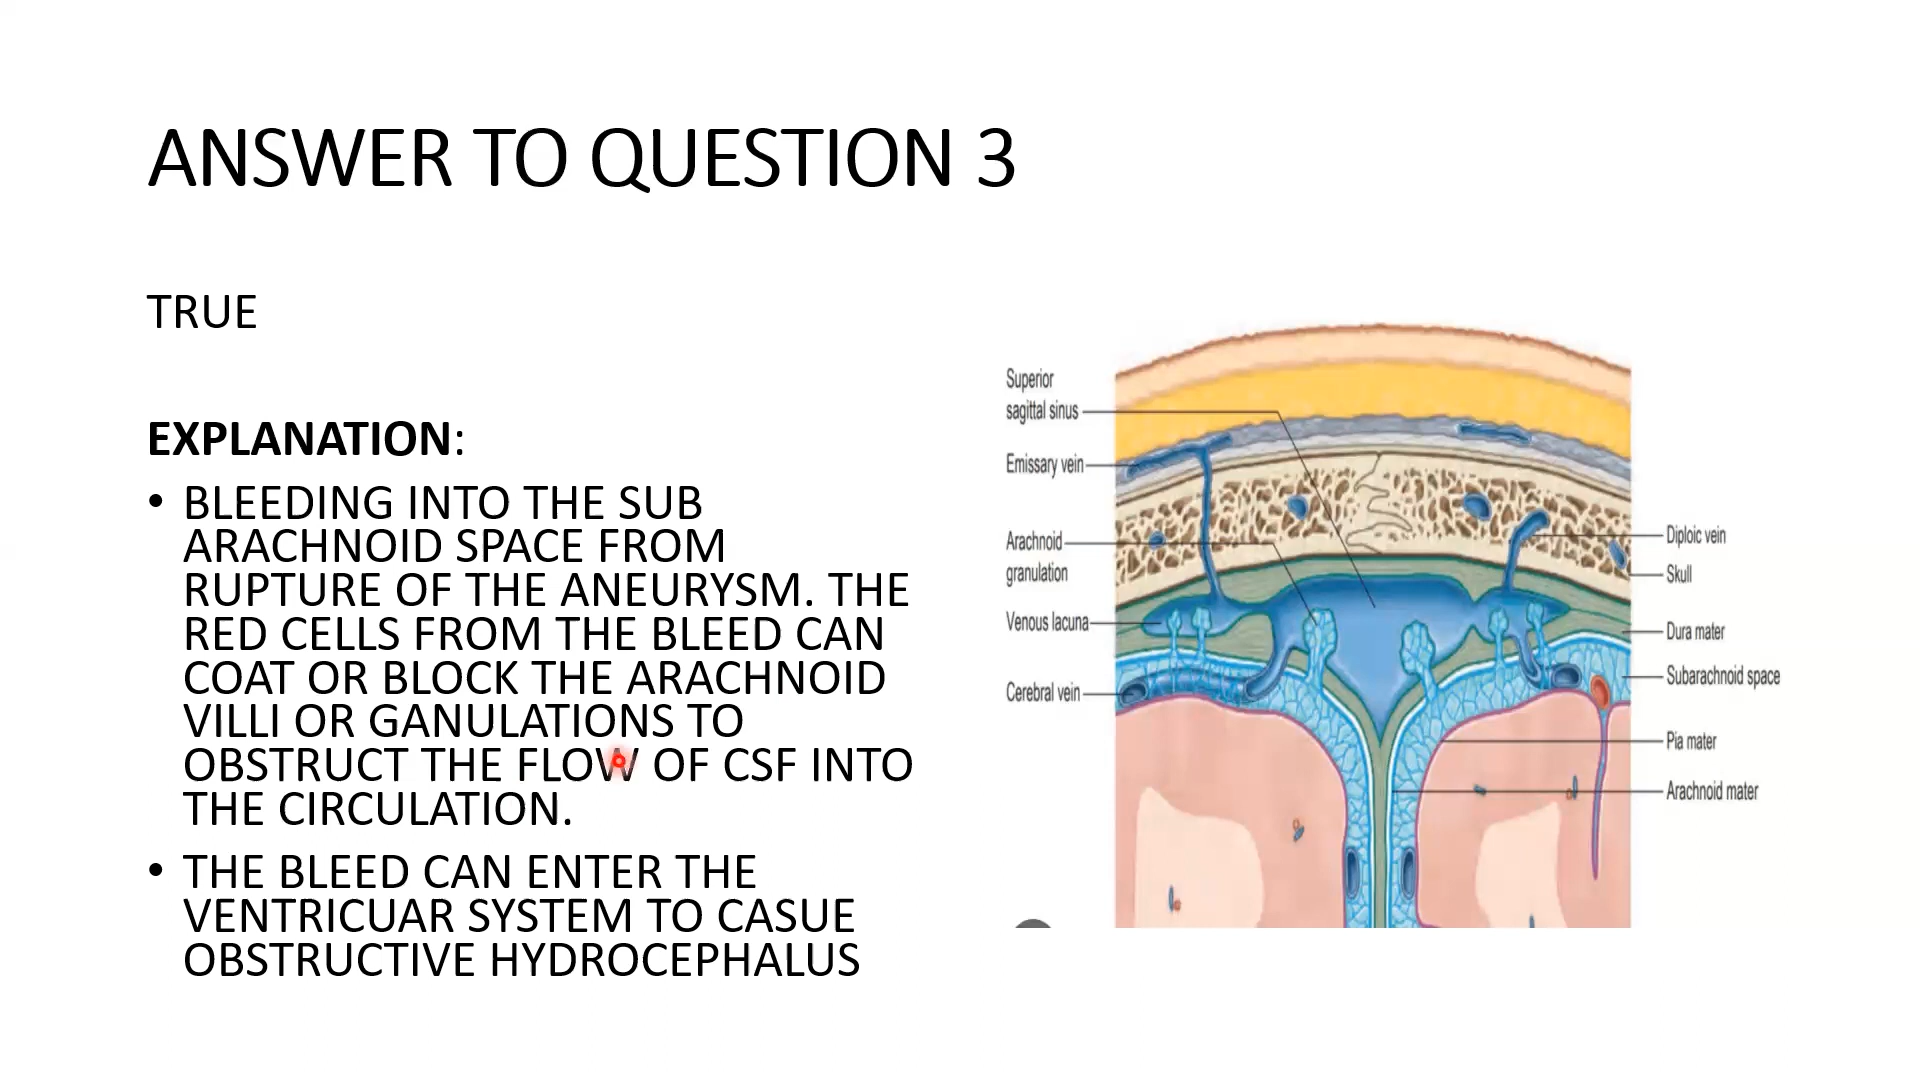 ANSWER TO QUESTION 3
TRUE
EXPLANATION:
• BLEEDING INTO THE SUB
ARACHNOID SPACE FROM
RUPTURE OF THE ANEURYSM. THE
RED CELLS FROM THE BLEED CAN
COAT OR BLOCK THE ARACHNOID
VILLI OR GANULATIONS TO
OBSTRUCT THE FLOW OF CSF INTO
THE CIRCULATION.
• THE BLEED CAN ENTER THE
VENTRICUAR SYSTEM TO CASUE
OBSTRUCTIVE HYDROCEPHALUS
Superior
sagittal sinus
Emissary vein
Arachnoid
granulation
Venous lacuna
Cerebral vein
Diploic vein
Skull
Dura mater
Subarachnoid space
Pia mater
Arachnoid mater